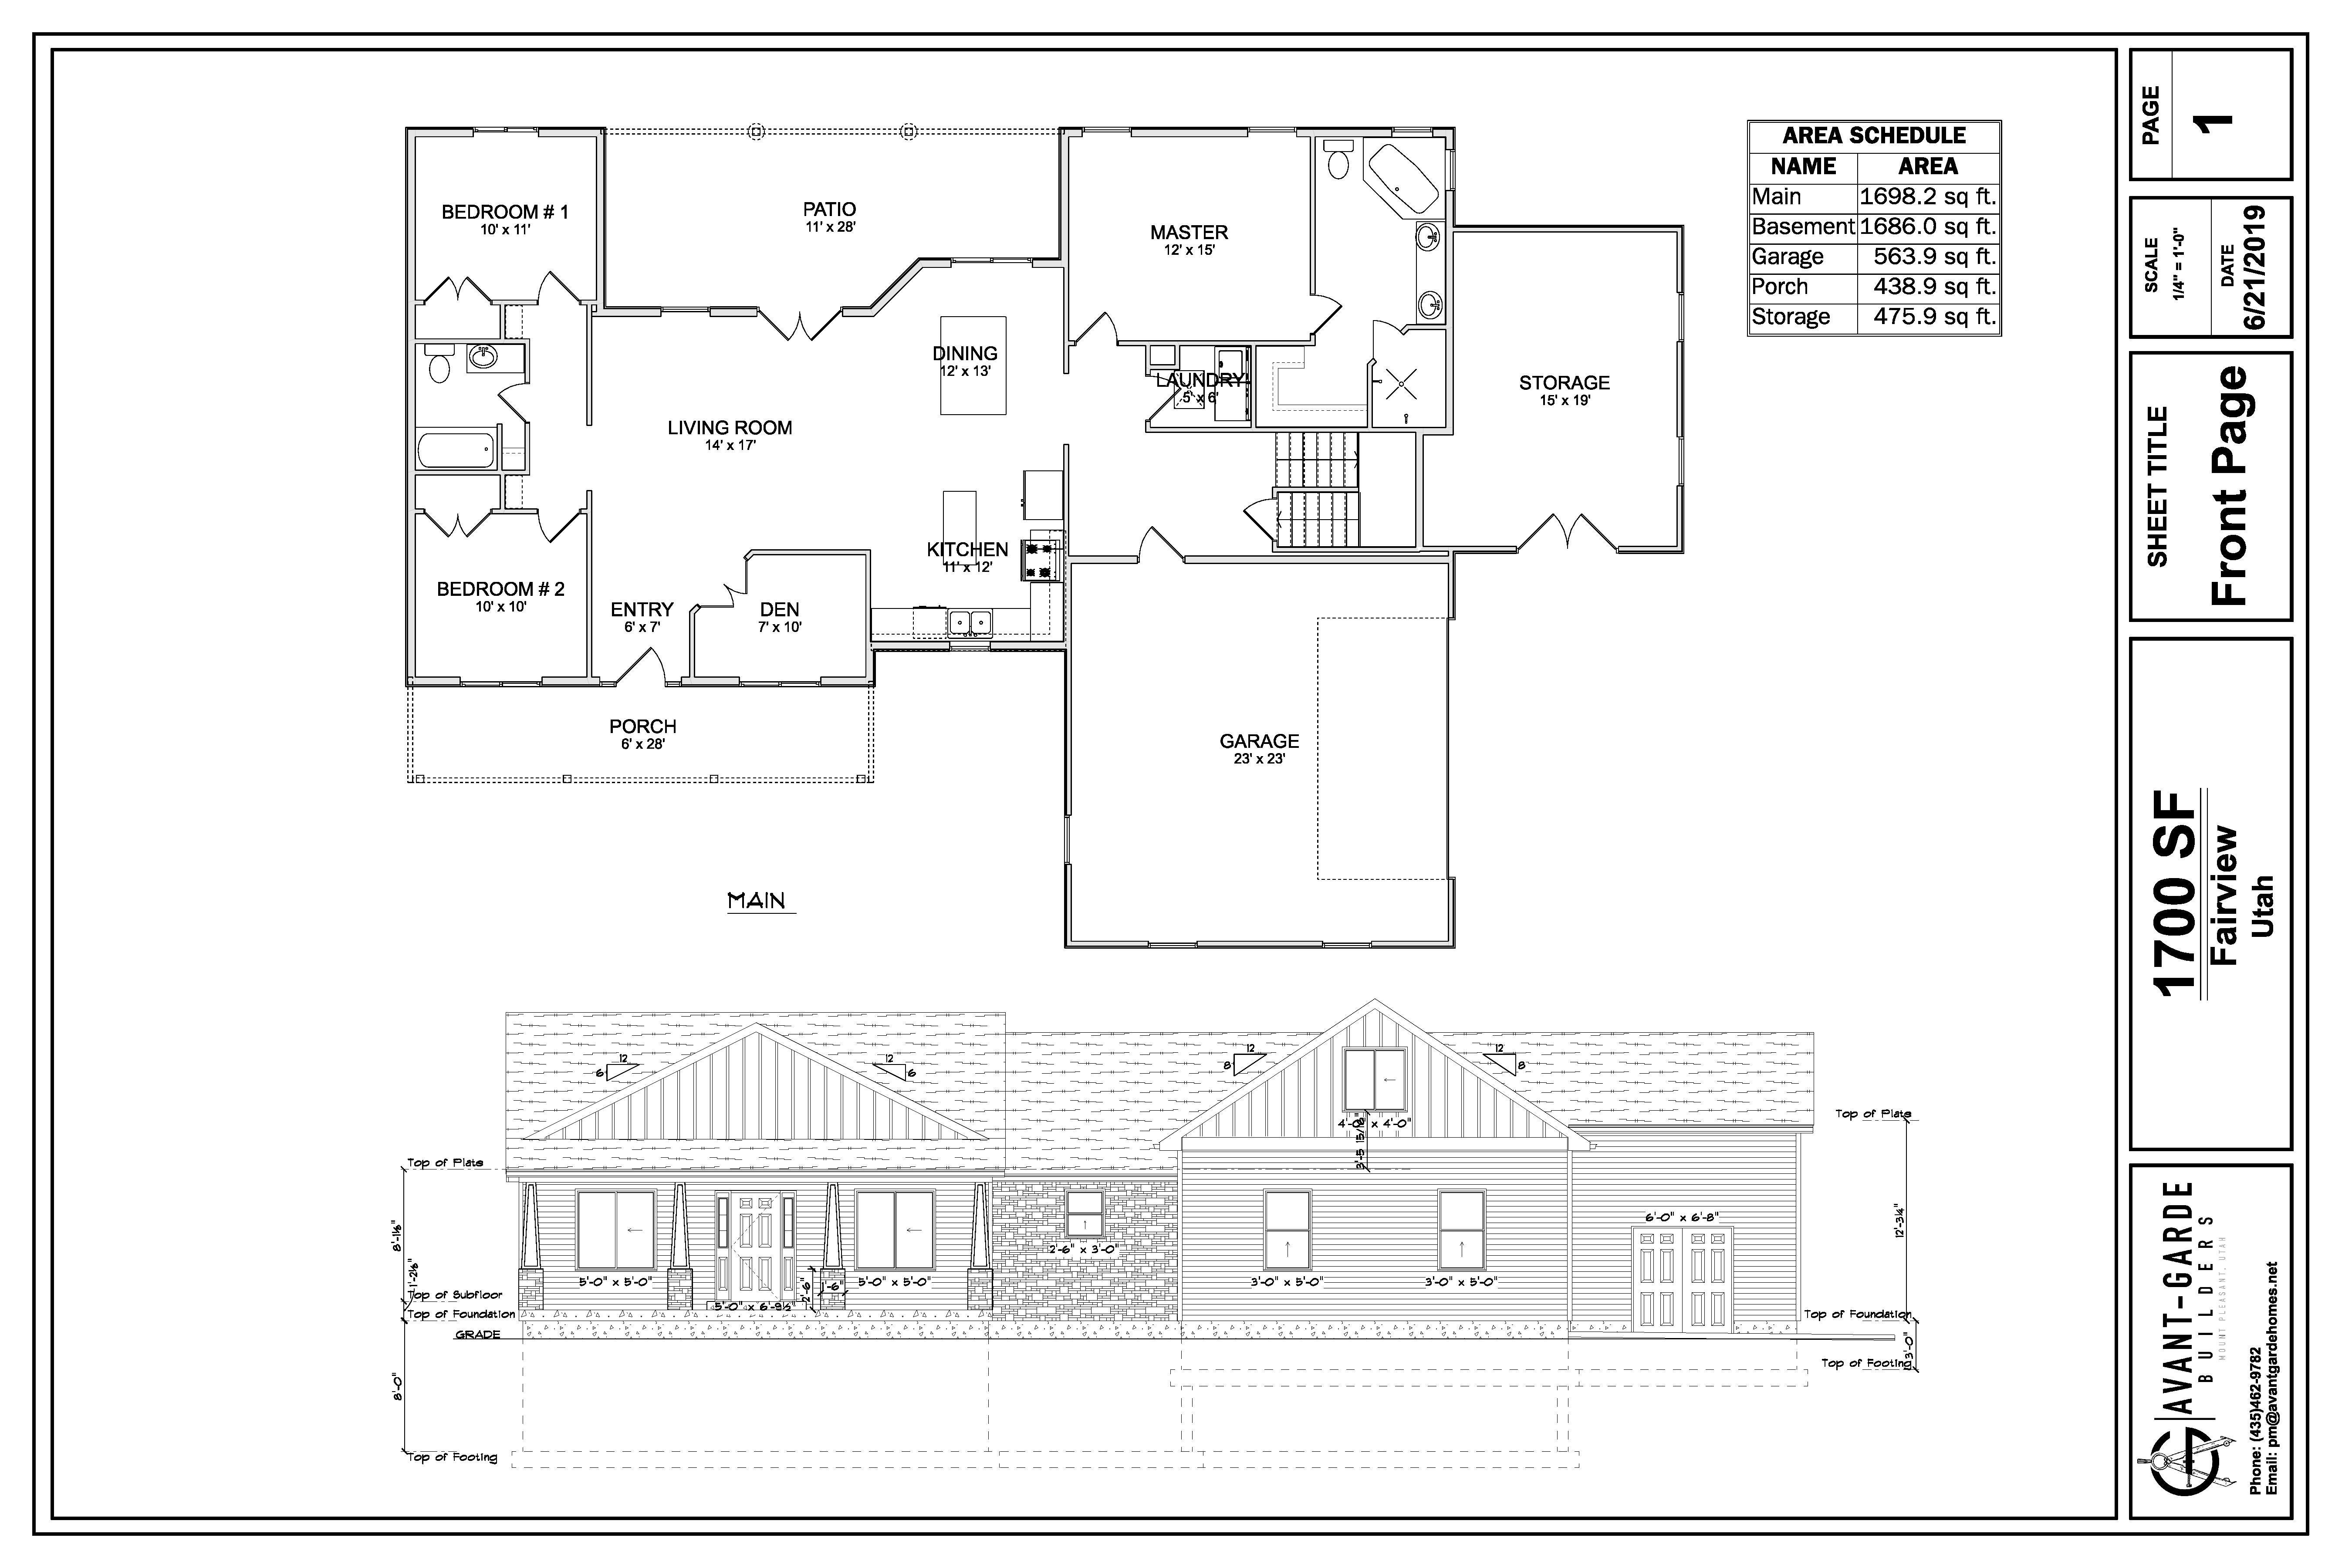 BEDROOM # 1
10' x 11'
PATIO
11' x 28'
MASTER
12' x 15'
DINING
12' x 13'
LAUNDRY
5' x 6'
STORAGE
15' x 19'
LIVING ROOM
14' x 17'
KITCHEN
11' x 12'
BEDROOM # 2
10' x 10'
ENTRY
6' x 7'
DEN
7' x 10'
PORCH
6' x 28'
GARAGE
23' x 23'
MAIN
AREA SCHEDULE
NAME AREA
Main 1698.2 sq ft.
Basement 1686.0 sq ft.
Garage 563.9 sq ft.
Porch 438.9 sq ft.
Storage 475.9 sq ft.
12
6
12
6
12
8
12
8
4'-0" x 4'-0"
3'-5 15/16"
Top of Plate
Top of Plate
8'-1⅛"
1'-2⅛"
Top of Subfloor
Top of Foundation
GRADE
8'-0"
Top of Footing
5'-0" x 5'-0"
5'-0" x 6'-9½"
2'-6"
1'-6"
5'-0" x 5'-0"
2'-6" x 3'-0"
3'-0" x 5'-0"
3'-0" x 5'-0"
6'-0" x 6'-8"
12'-3¼"
Top of Foundation
3'-0"
Top of Footing
PAGE
1
SCALE
1/4" = 1'-0"
DATE
6/21/2019
SHEET TITLE
Front Page
1700 SF
Fairview
Utah
AVANT-GARDE
BUILDERS
MOUNT PLEASANT, UTAH
Phone: (435)462-9782
Email: pm@avantgardehomes.net